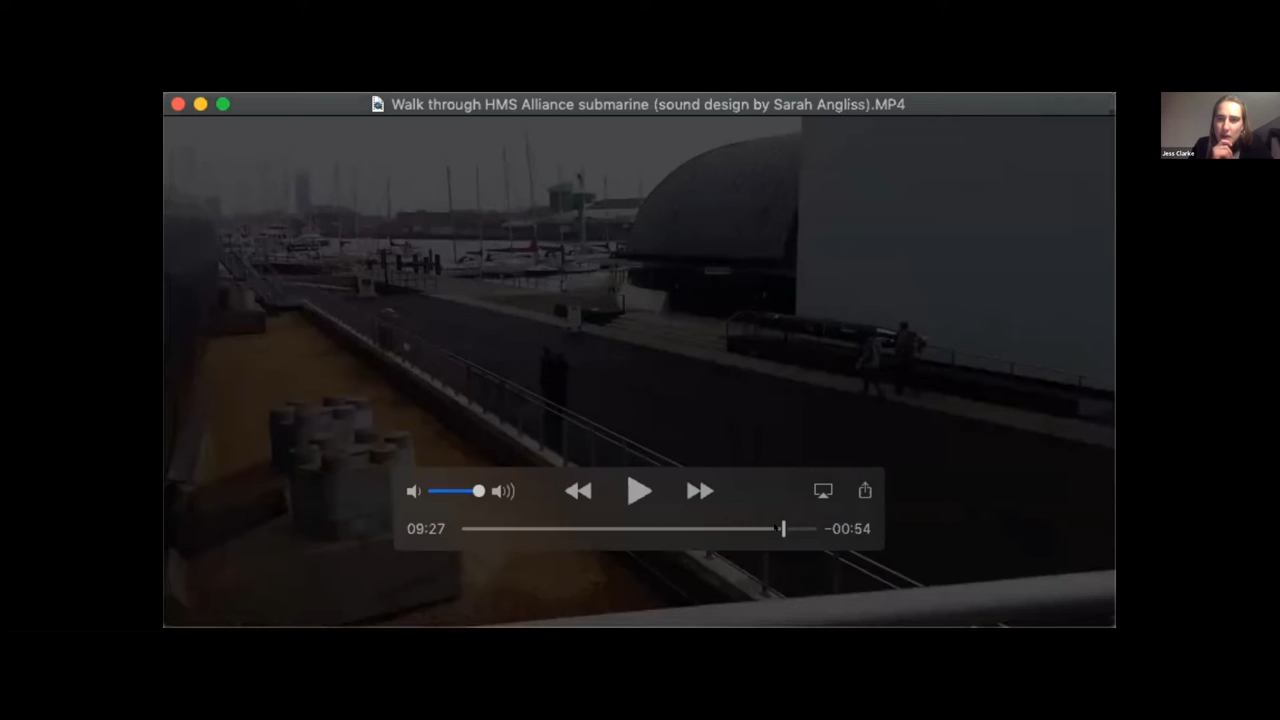 Walk through HMS Alliance submarine (sound design by Sarah Angliss).MP4
Jess Clarke
09:27
-00:54